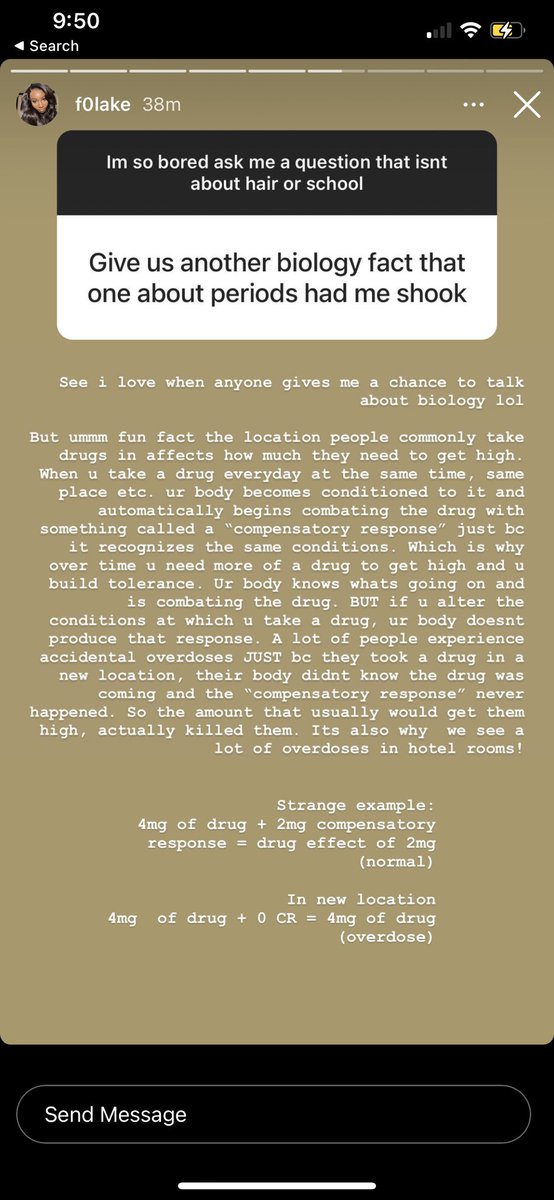 9:50
◄ Search
f0lake 38m
Im so bored ask me a question that isnt
about hair or school
Give us another biology fact that
one about periods had me shook
See i love when anyone gives me a chance to talk
about biology lol
But ummm fun fact the location people commonly take
drugs in affects how much they need to get high.
When u take a drug everyday at the same time, same
place etc. ur body becomes conditioned to it and
automatically begins combating the drug with
something called a “compensatory response” just bc
it recognizes the same conditions. Which is why
over time u need more of a drug to get high and u
build tolerance. Ur body knows whats going on and
is combating the drug. BUT if u alter the
conditions at which u take a drug, ur body doesnt
produce that response. A lot of people experience
accidental overdoses JUST bc they took a drug in a
new location, their body didnt know the drug was
coming and the “compensatory response” never
happened. So the amount that usually would get them
high, actually killed them. Its also why we see a
lot of overdoses in hotel rooms!
Strange example:
4mg of drug + 2mg compensatory
response = drug effect of 2mg
(normal)
In new location
4mg of drug + 0 CR = 4mg of drug
(overdose)
Send Message